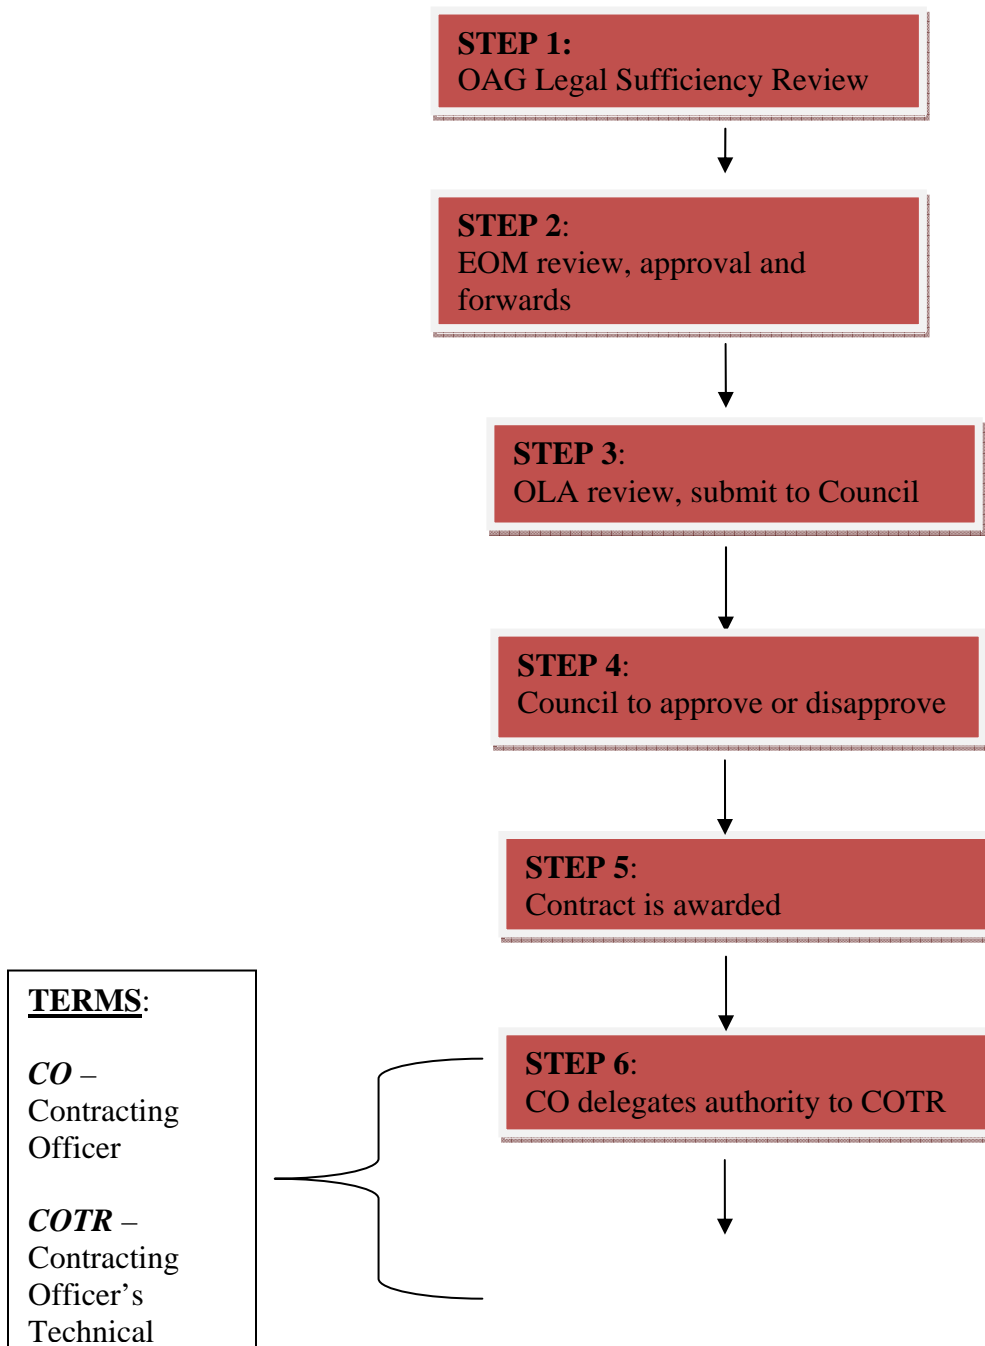 STEP 1:
OAG Legal Sufficiency Review
STEP 2:
EOM review, approval and
forwards
STEP 3:
OLA review, submit to Council
STEP 4:
Council to approve or disapprove
STEP 5:
Contract is awarded
STEP 6:
CO delegates authority to COTR
TERMS:
CO –
Contracting
Officer
COTR –
Contracting
Officer’s
Technical